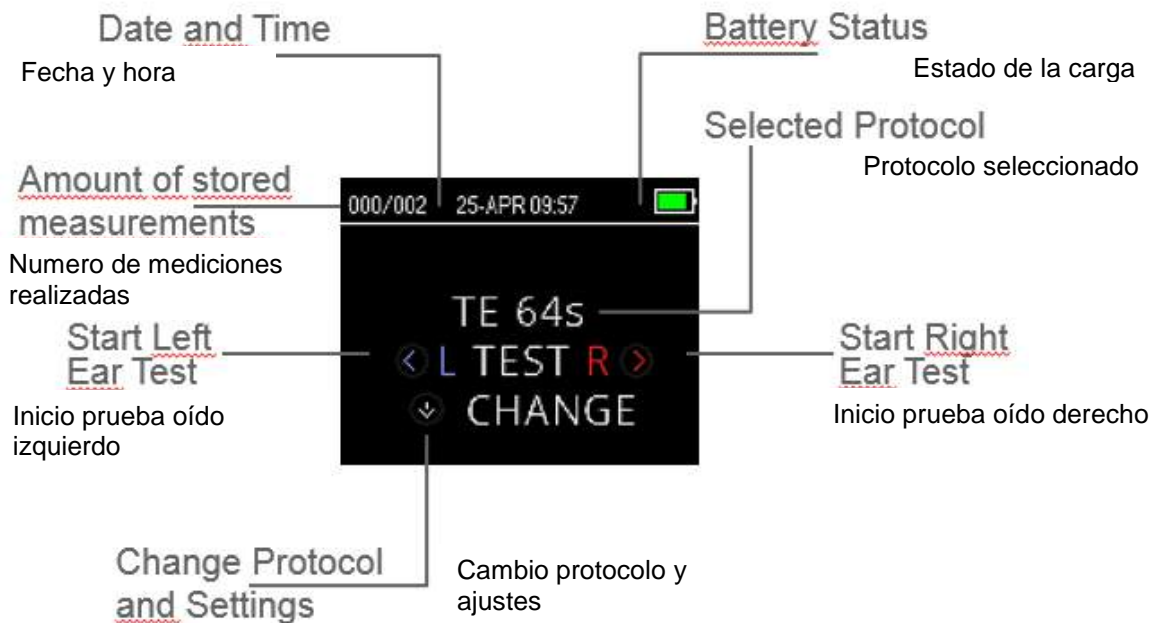 Date and Time
Fecha y hora
Battery Status
Estado de la carga
Selected Protocol
Protocolo seleccionado
Amount of stored
measurements
Numero de mediciones
realizadas
000/002 25-APR 09:57
TE 64s
L TEST R
CHANGE
Start Left
Ear Test
Inicio prueba oído
izquierdo
Start Right
Ear Test
Inicio prueba oído derecho
Change Protocol
and Settings
Cambio protocolo y
ajustes